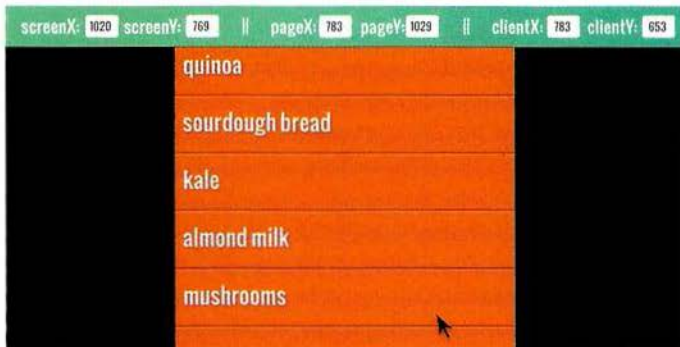 screenX: 1020 screenY: 769 || pageX: 783 pageY: 1029 || clientX: 783 clientY: 653
quinoa
sourdough bread
kale
almond milk
mushrooms